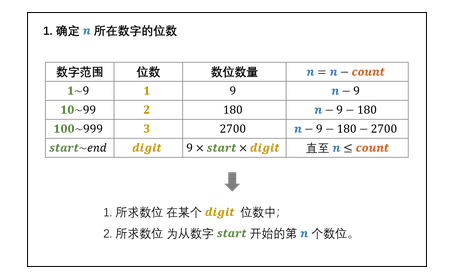 1. 确定 n 所在数字的位数
数字范围 位数 数位数量 n = n − count
1~9 1 9 n − 9
10~99 2 180 n − 9 − 180
100~999 3 2700 n − 9 − 180 − 2700
start~end digit 9 × start × digit 直至 n ≤ count
1. 所求数位 在某个 digit 位数中；
2. 所求数位 为从数字 start 开始的第 n 个数位。